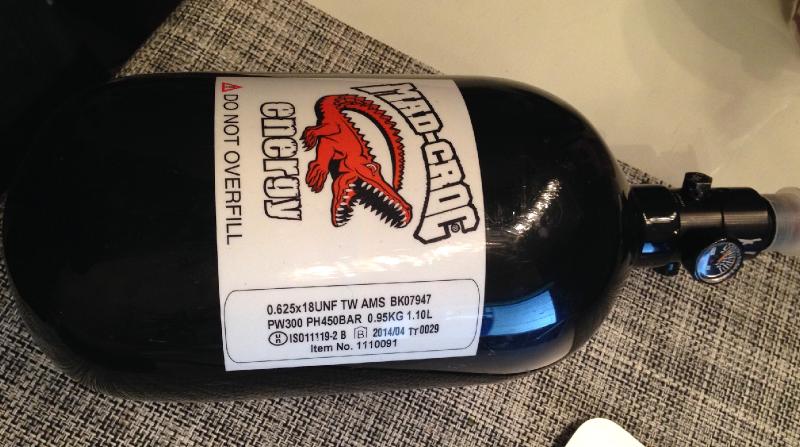 MAD-CROC®
energy
DO NOT OVERFILL
0.625x18UNF TW AMS BK07947
PW300 PH450BAR 0.95KG 1.10L
ISO11119-2 B B 2014/04 TT0029
Item No. 1110091